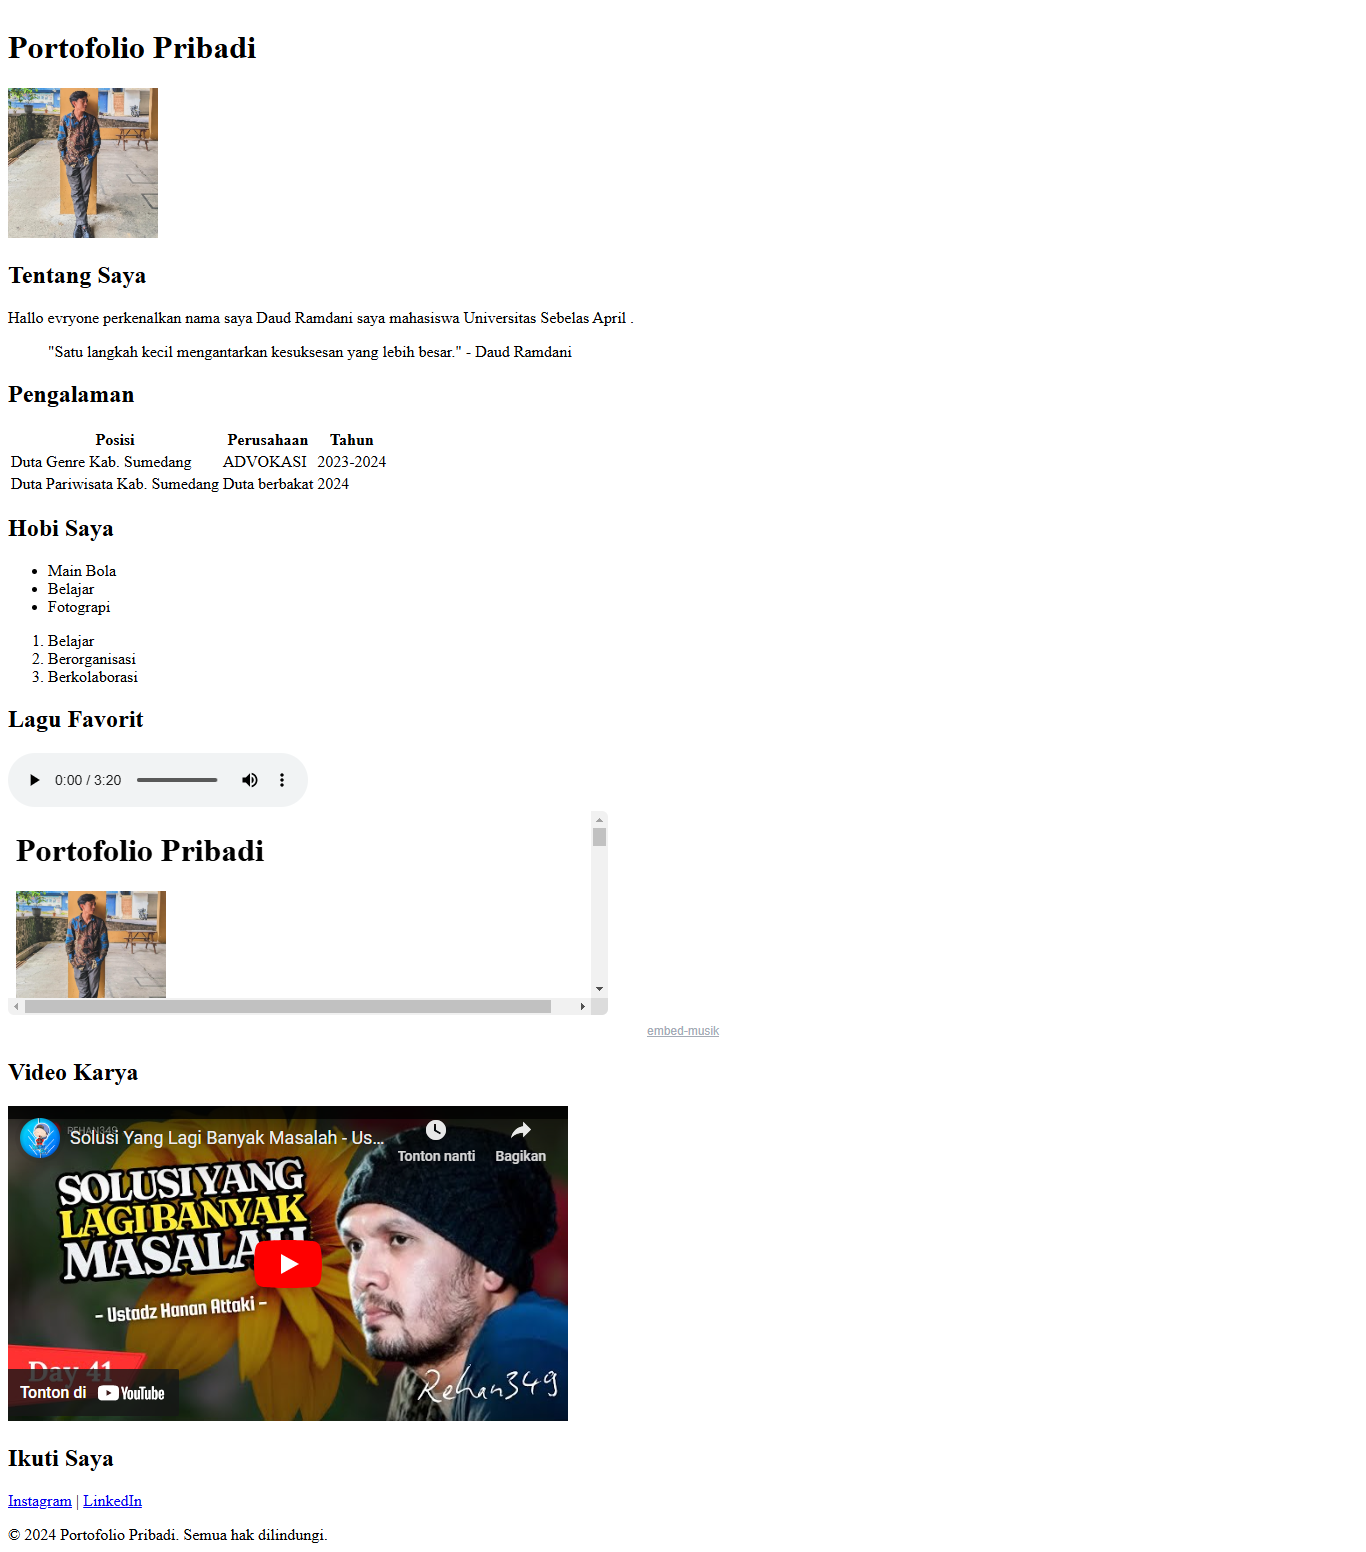 Portofolio Pribadi
Tentang Saya
Hallo evryone perkenalkan nama saya Daud Ramdani saya mahasiswa Universitas Sebelas April .
"Satu langkah kecil mengantarkan kesuksesan yang lebih besar." - Daud Ramdani
Pengalaman
Posisi Perusahaan Tahun
Duta Genre Kab. Sumedang ADVOKASI 2023-2024
Duta Pariwisata Kab. Sumedang Duta berbakat 2024
Hobi Saya
• Main Bola
• Belajar
• Fotograpi
1. Belajar
2. Berorganisasi
3. Berkolaborasi
Lagu Favorit
0:00 / 3:20
Portofolio Pribadi
embed-musik
Video Karya
REHAN349
Solusi Yang Lagi Banyak Masalah - Us...
Tonton nanti
Bagikan
SOLUSI YANG
LAGI BANYAK
MASALAH
- Ustadz Hanan Attaki -
Day 41
Rehan349
Tonton di YouTube
Ikuti Saya
Instagram | LinkedIn
© 2024 Portofolio Pribadi. Semua hak dilindungi.